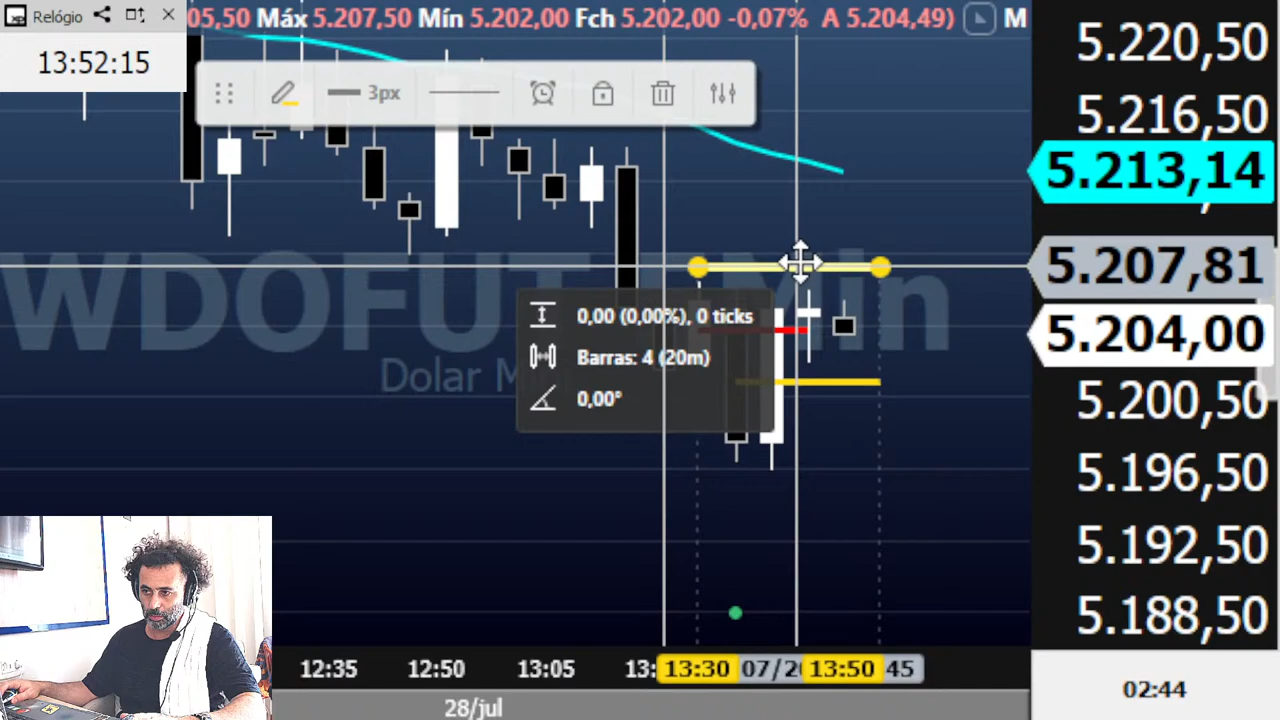 Relógio
05,50 Máx 5.207,50 Mín 5.202,00 Fch 5.202,00 -0,07% A 5.204,49) M
13:52:15
3px
5.220,50
5.216,50
5.213,14
5.207,81
5.204,00
5.200,50
5.196,50
5.192,50
5.188,50
WDOFUT in
Dolar M
0,00 (0,00%), 0 ticks
Barras: 4 (20m)
0,00°
12:35 12:50 13:05 13: 13:30 07/2 13:50 45
28/jul
02:44